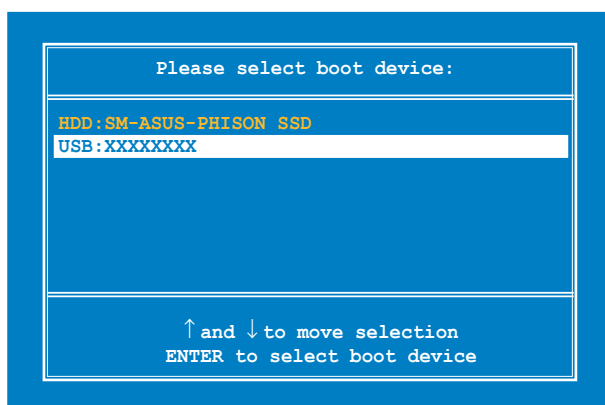 Please select boot device:
HDD:SM-ASUS-PHISON SSD
USB:XXXXXXXX
↑ and ↓ to move selection
ENTER to select boot device